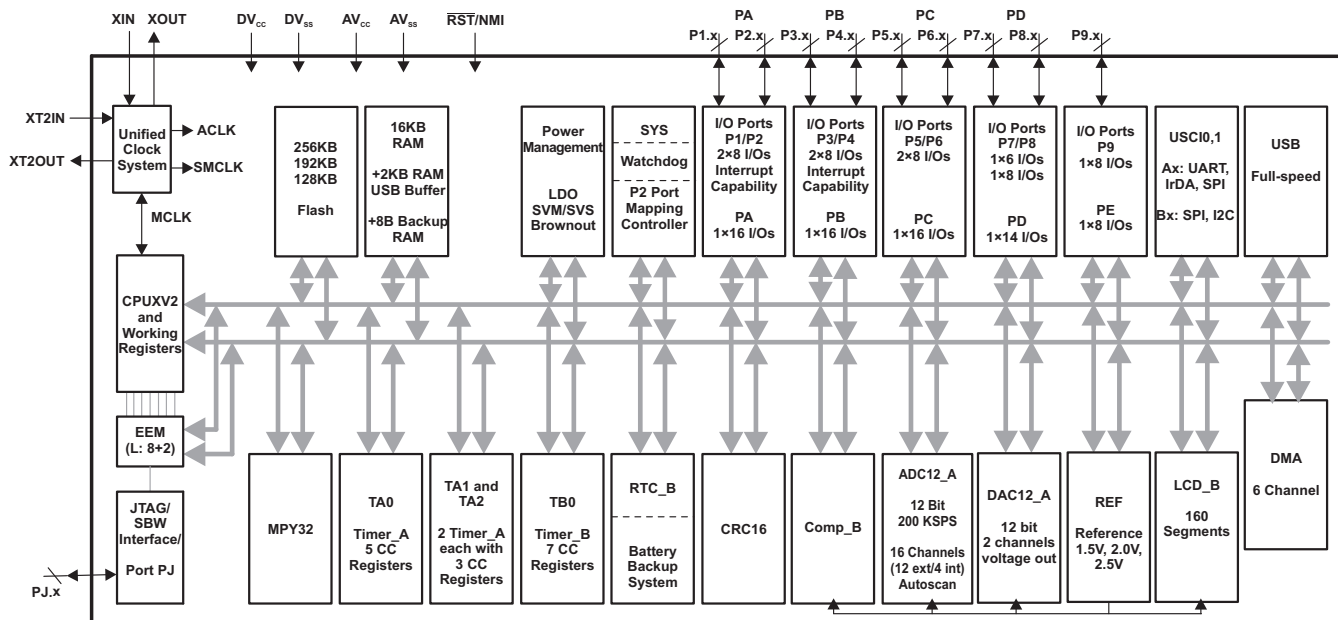 XIN XOUT DVCC DVSS AVCC AVSS RST/NMI
PA PB PC PD
P1.x P2.x P3.x P4.x P5.x P6.x P7.x P8.x P9.x
XT2IN
XT2OUT
Unified
Clock
System
ACLK
SMCLK
MCLK
256KB
192KB
128KB
Flash
16KB
RAM
+2KB RAM
USB Buffer
+8B Backup
RAM
Power
Management
LDO
SVM/SVS
Brownout
SYS
Watchdog
P2 Port
Mapping
Controller
I/O Ports
P1/P2
2×8 I/Os
Interrupt
Capability
PA
1×16 I/Os
I/O Ports
P3/P4
2×8 I/Os
Interrupt
Capability
PB
1×16 I/Os
I/O Ports
P5/P6
2×8 I/Os
PC
1×16 I/Os
I/O Ports
P7/P8
1×6 I/Os
1×8 I/Os
PD
1×14 I/Os
I/O Ports
P9
1×8 I/Os
PE
1×8 I/Os
USCI0,1
Ax: UART,
IrDA, SPI
Bx: SPI, I2C
USB
Full-speed
CPUXV2
and
Working
Registers
EEM
(L: 8+2)
JTAG/
SBW
Interface/
Port PJ
PJ.x
MPY32
TA0
Timer_A
5 CC
Registers
TA1 and
TA2
2 Timer_A
each with
3 CC
Registers
TB0
Timer_B
7 CC
Registers
RTC_B
Battery
Backup
System
CRC16
Comp_B
ADC12_A
12 Bit
200 KSPS
16 Channels
(12 ext/4 int)
Autoscan
DAC12_A
12 bit
2 channels
voltage out
REF
Reference
1.5V, 2.0V,
2.5V
LCD_B
160
Segments
DMA
6 Channel